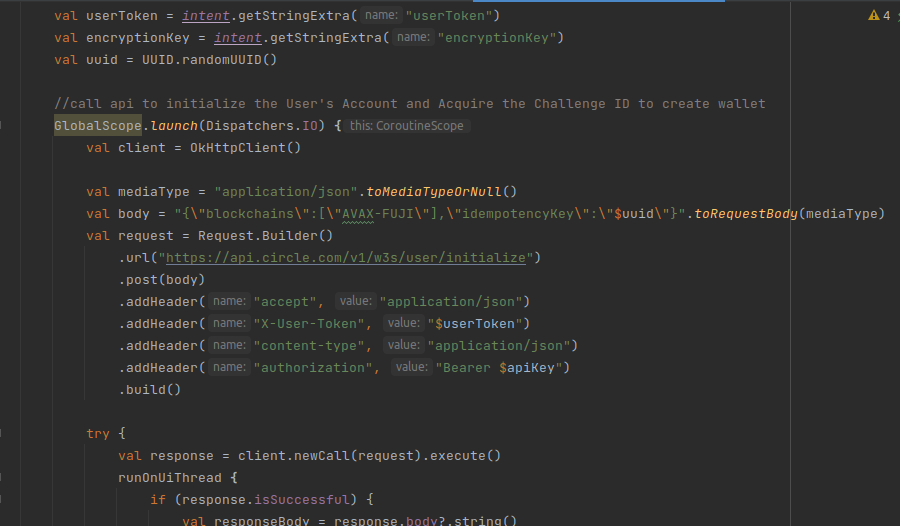 val userToken = intent.getStringExtra( name: "userToken")
val encryptionKey = intent.getStringExtra( name: "encryptionKey")
val uuid = UUID.randomUUID()
//call api to initialize the User's Account and Acquire the Challenge ID to create wallet
GlobalScope.launch(Dispatchers.IO) { this: CoroutineScope
val client = OkHttpClient()
val mediaType = "application/json".toMediaTypeOrNull()
val body = "{\"blockchains\":[\"AVAX-FUJI\"],\"idempotencyKey\":\"$uuid\"}".toRequestBody(mediaType)
val request = Request.Builder()
.url("https://api.circle.com/v1/w3s/user/initialize")
.post(body)
.addHeader( name: "accept", value: "application/json")
.addHeader( name: "X-User-Token", value: "$userToken")
.addHeader( name: "content-type", value: "application/json")
.addHeader( name: "authorization", value: "Bearer $apiKey")
.build()
try {
val response = client.newCall(request).execute()
runOnUiThread {
if (response.isSuccessful) {
val responseBody = response.body?.string()
4